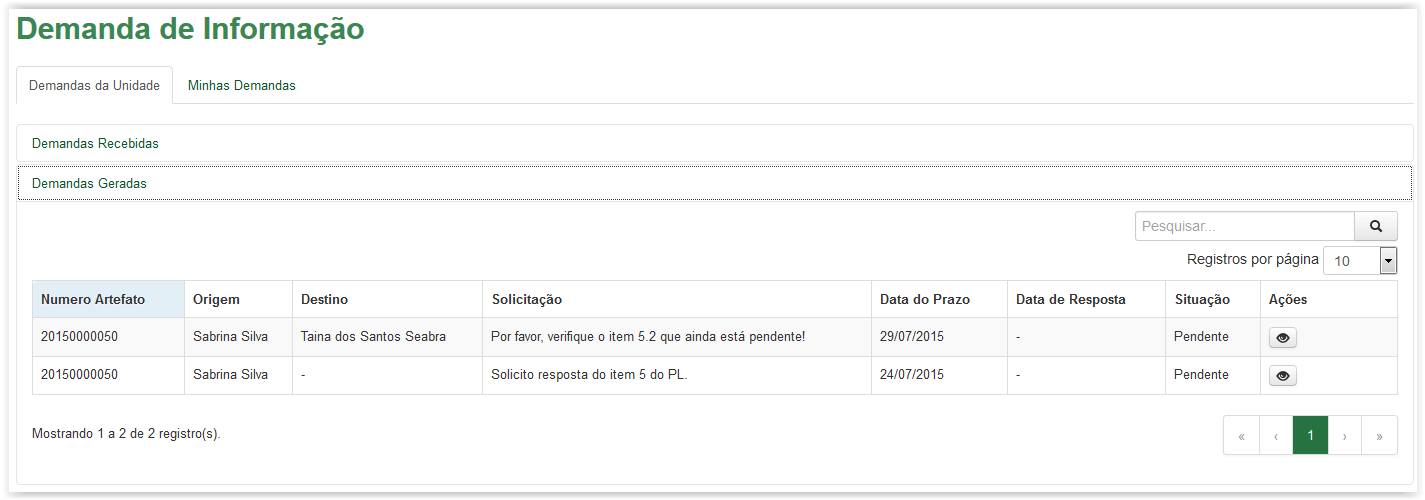 Demanda de Informação
Demandas da Unidade Minhas Demandas
Demandas Recebidas
Demandas Geradas
Pesquisar...
Registros por página 10
Numero Artefato Origem Destino Solicitação Data do Prazo Data de Resposta Situação Ações
20150000050 Sabrina Silva Taina dos Santos Seabra Por favor, verifique o item 5.2 que ainda está pendente! 29/07/2015 - Pendente
20150000050 Sabrina Silva - Solicito resposta do item 5 do PL. 24/07/2015 - Pendente
Mostrando 1 a 2 de 2 registro(s).
« ‹ 1 › »